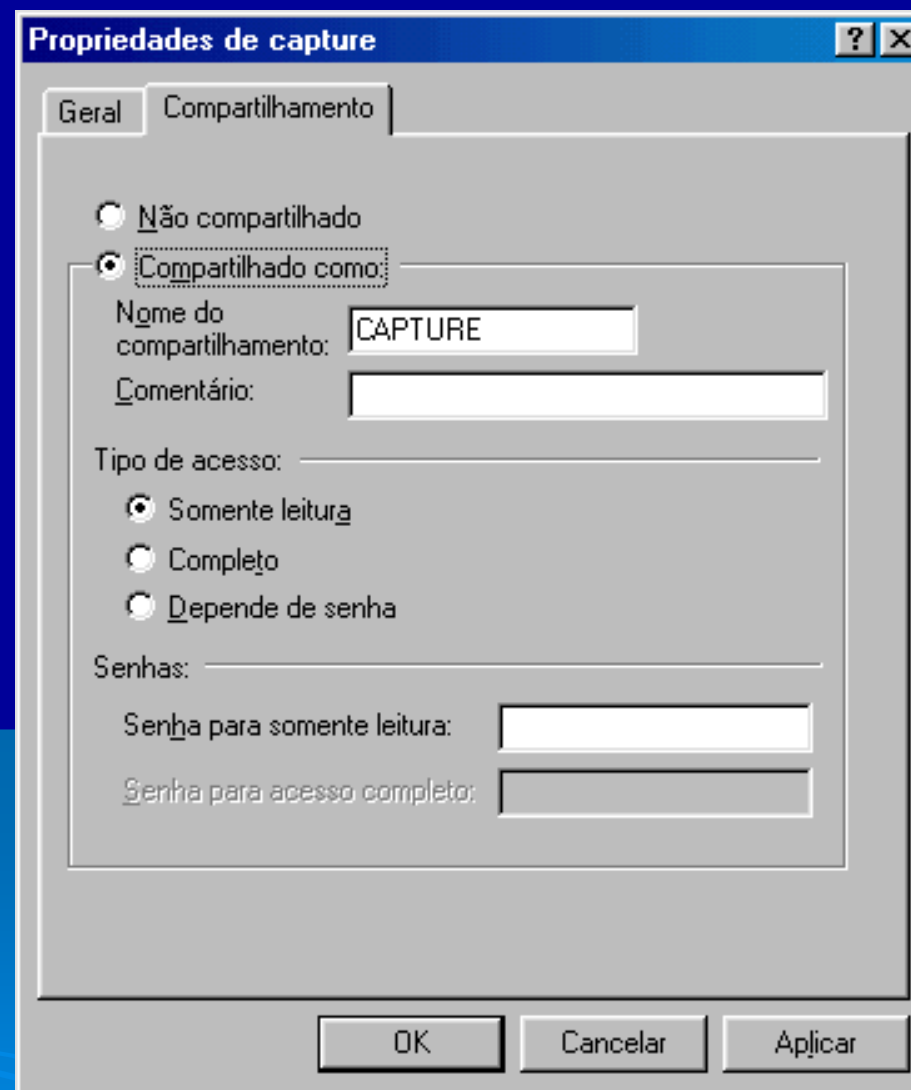 Propriedades de capture
Geral
Compartilhamento
Não compartilhado
Compartilhado como:
Nome do
compartilhamento:
CAPTURE
Comentário:
Tipo de acesso:
Somente leitura
Completo
Depende de senha
Senhas:
Senha para somente leitura:
Senha para acesso completo:
OK
Cancelar
Aplicar